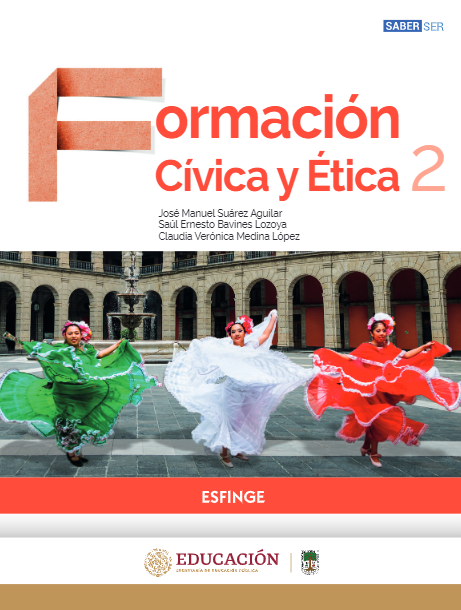 SABER SER
Formación
Cívica y Ética 2
José Manuel Suárez Aguilar
Saúl Ernesto Bavines Lozoya
Claudia Verónica Medina López
ESFINGE
EDUCACIÓN
SECRETARÍA DE EDUCACIÓN PÚBLICA